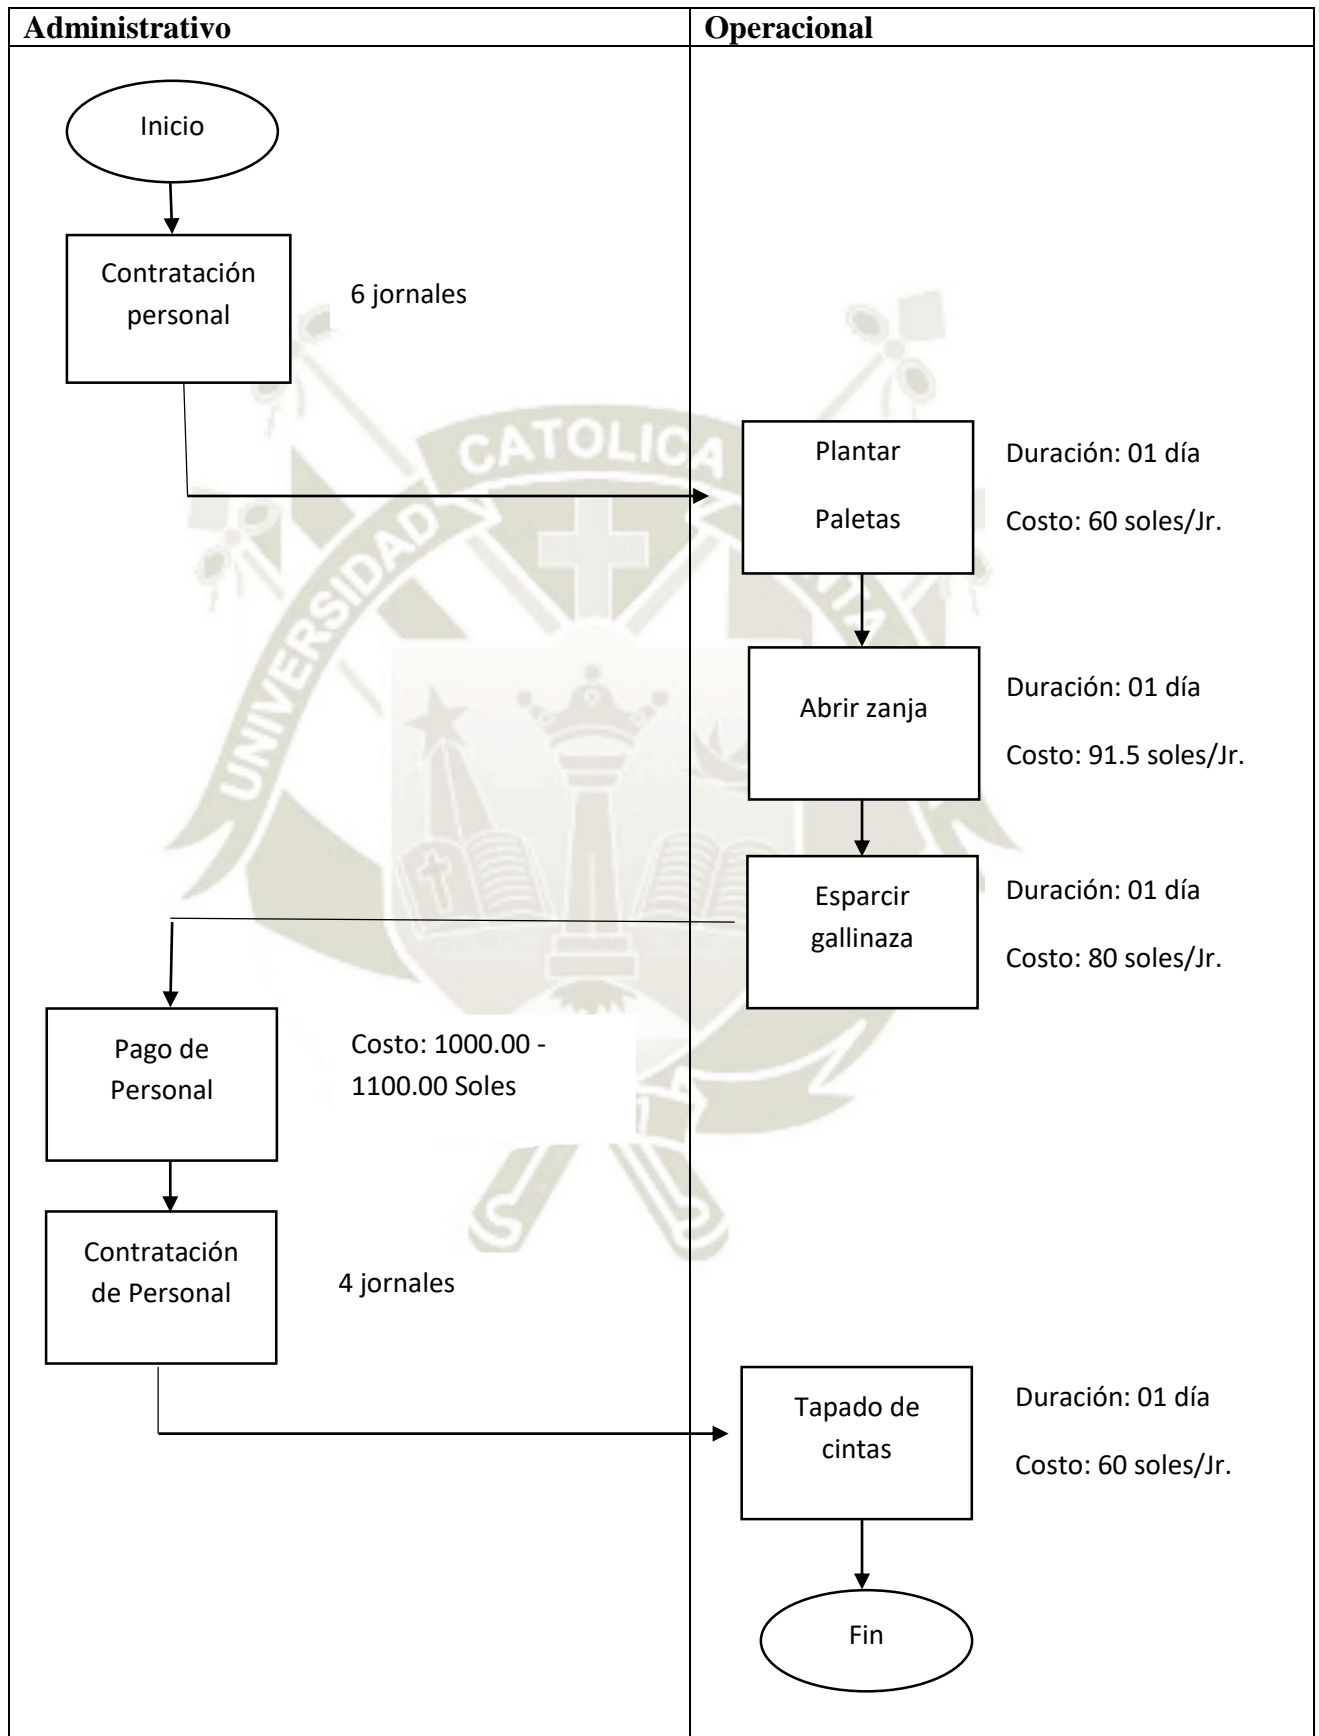 Administrativo
Operacional
Inicio
Contratación
personal
6 jornales
CATOLICA
UNIVERSIDAD
Plantar
Paletas
Duración: 01 día
Costo: 60 soles/Jr.
Abrir zanja
Duración: 01 día
Costo: 91.5 soles/Jr.
Esparcir
gallinaza
Duración: 01 día
Costo: 80 soles/Jr.
Pago de
Personal
Costo: 1000.00 -
1100.00 Soles
Contratación
de Personal
4 jornales
Tapado de
cintas
Duración: 01 día
Costo: 60 soles/Jr.
Fin